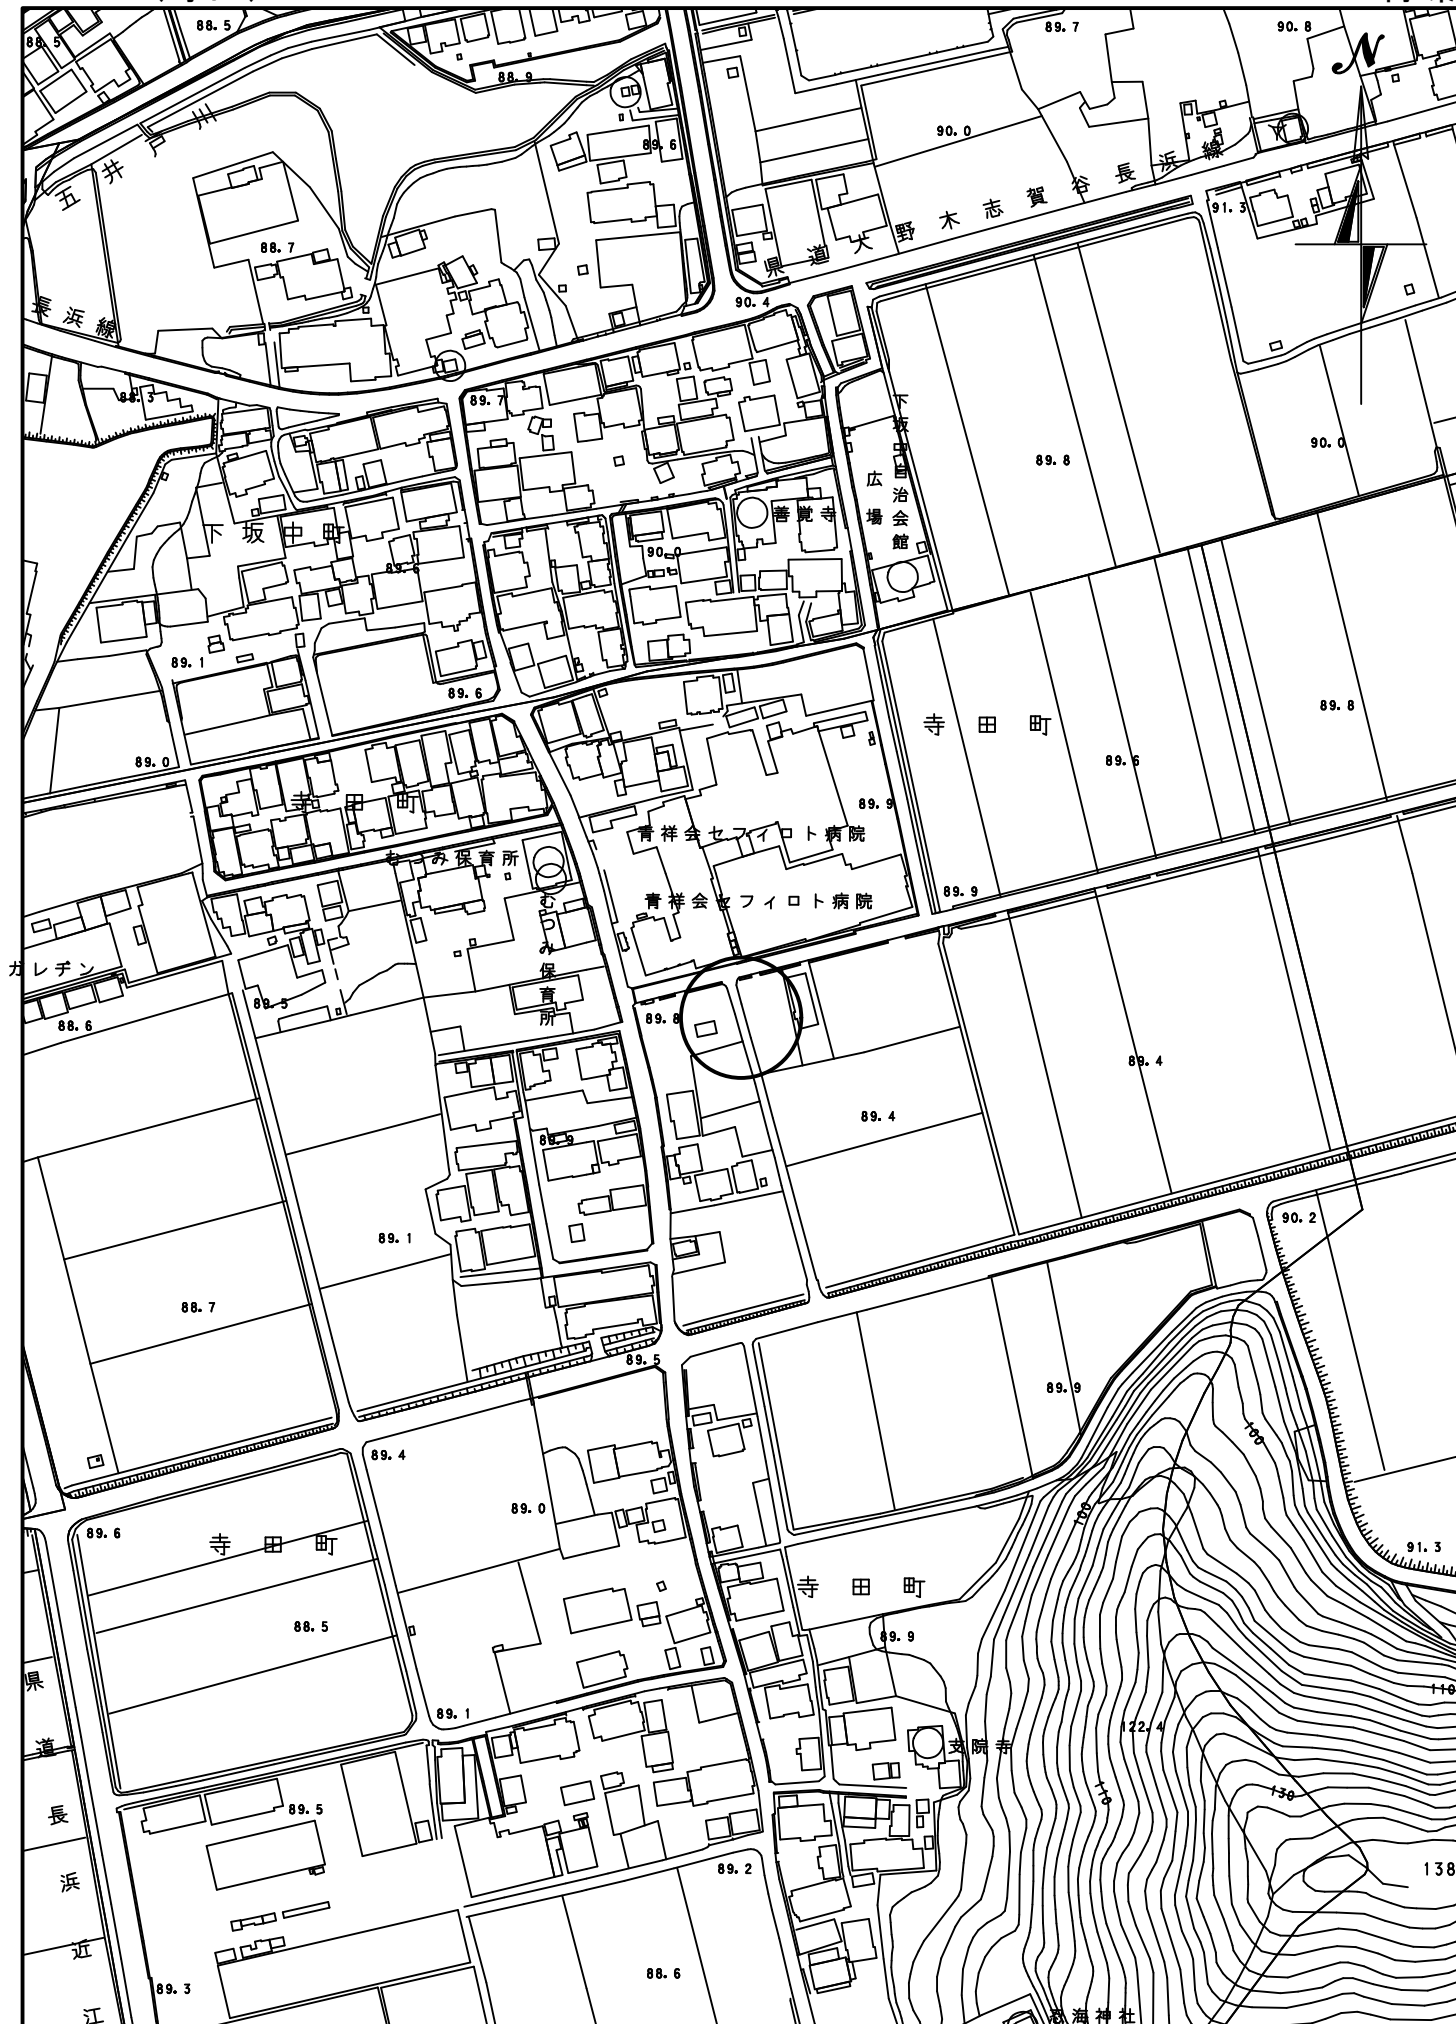 88.5
88.5
89.7
90.8
N
88.9
五井戸川
89.6
90.0
県道大野木志賀谷長浜線
91.3
88.7
長浜線
90.4
88.3
89.7
下坂中自治会館
広場
89.8
90.0
善覚寺
下坂中町
90.0
89.6
89.1
89.6
寺田町
89.8
89.0
89.6
寺田町
89.9
青祥会セフィロト病院
むつみ保育所
89.9
青祥会セフィロト病院
むつみ保育所
ガレヂン
89.5
88.6
89.8
89.4
89.4
89.9
89.1
90.2
88.7
89.5
89.9
100
89.4
89.0
100
89.6
寺田町
91.3
寺田町
88.5
89.9
110
89.1
122.4
支院寺
110
130
89.5
89.2
138
県道長浜近江
88.6
89.3
海神社